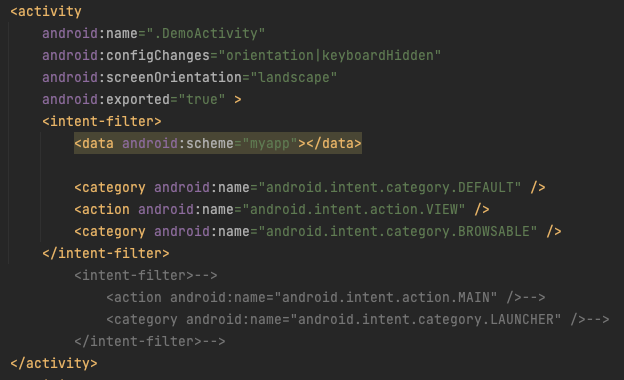 <activity
android:name=".DemoActivity"
android:configChanges="orientation|keyboardHidden"
android:screenOrientation="landscape"
android:exported="true" >
<intent-filter>
<data android:scheme="myapp"></data>
<category android:name="android.intent.category.DEFAULT" />
<action android:name="android.intent.action.VIEW" />
<category android:name="android.intent.category.BROWSABLE" />
</intent-filter>
<intent-filter>-->
<action android:name="android.intent.action.MAIN" />-->
<category android:name="android.intent.category.LAUNCHER" />-->
</intent-filter>-->
</activity>